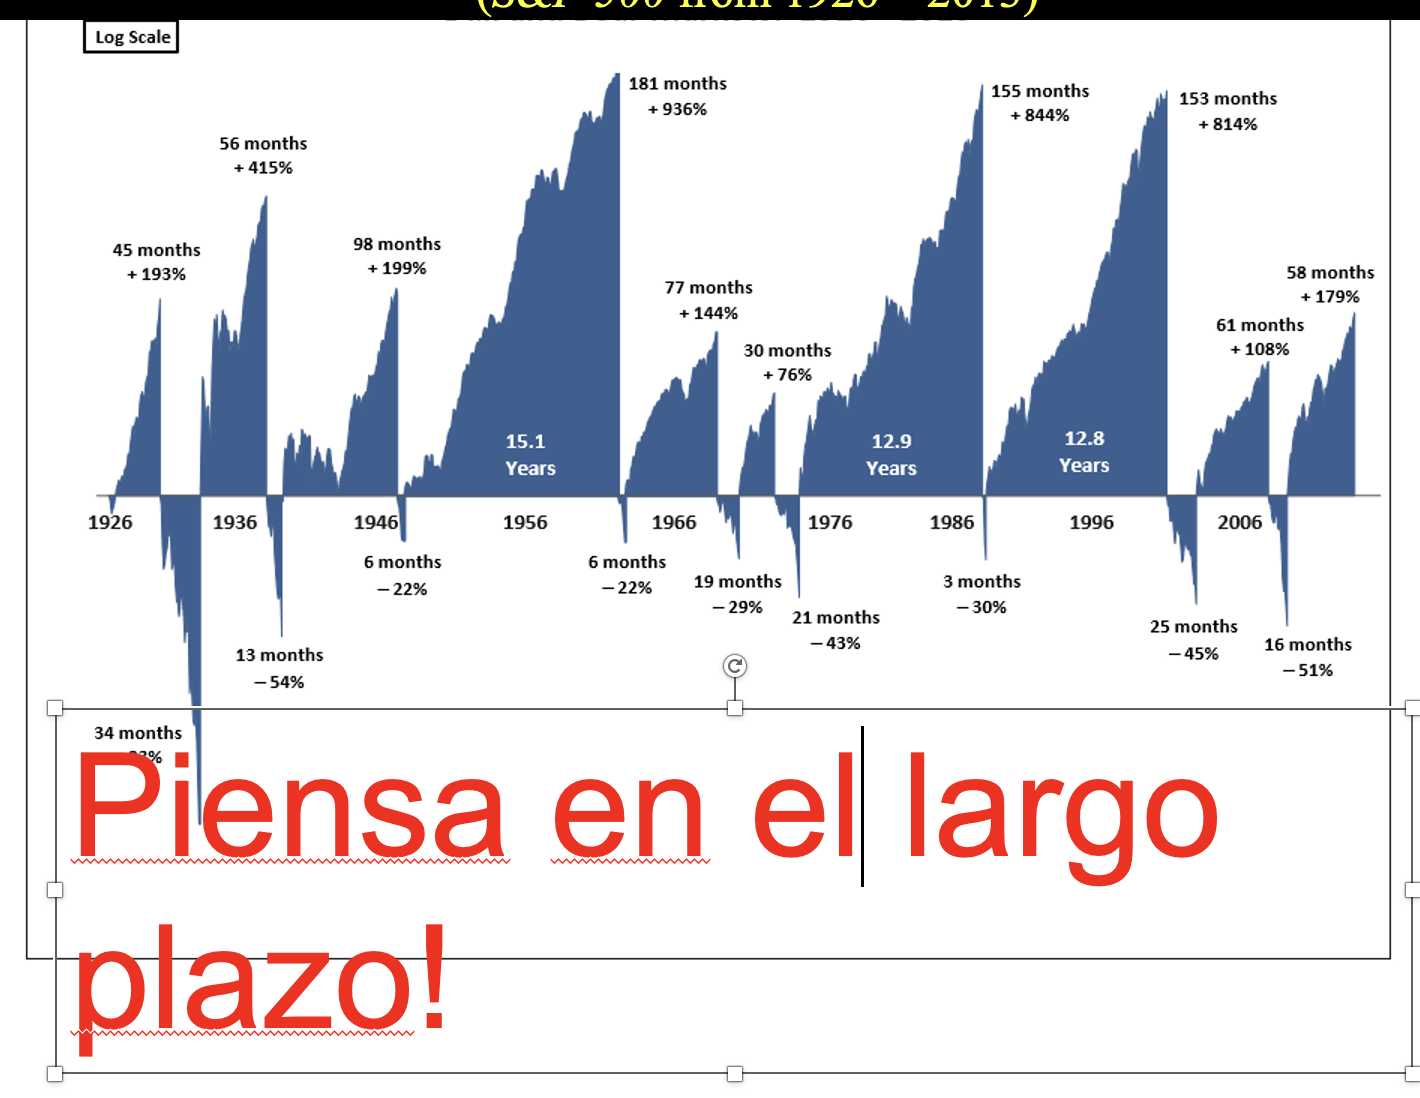 (S&P 500 from 1926 – 2013)
Log Scale
181 months
+ 936%
155 months
+ 844%
153 months
+ 814%
56 months
+ 415%
45 months
+ 193%
98 months
+ 199%
77 months
+ 144%
58 months
+ 179%
61 months
+ 108%
30 months
+ 76%
15.1
Years
12.9
Years
12.8
Years
1926 1936 1946 1956 1966 1976 1986 1996 2006
6 months
– 22%
6 months
– 22%
19 months
– 29%
3 months
– 30%
21 months
– 43%
25 months
– 45%
16 months
– 51%
13 months
– 54%
34 months
Piensa en el largo
plazo!